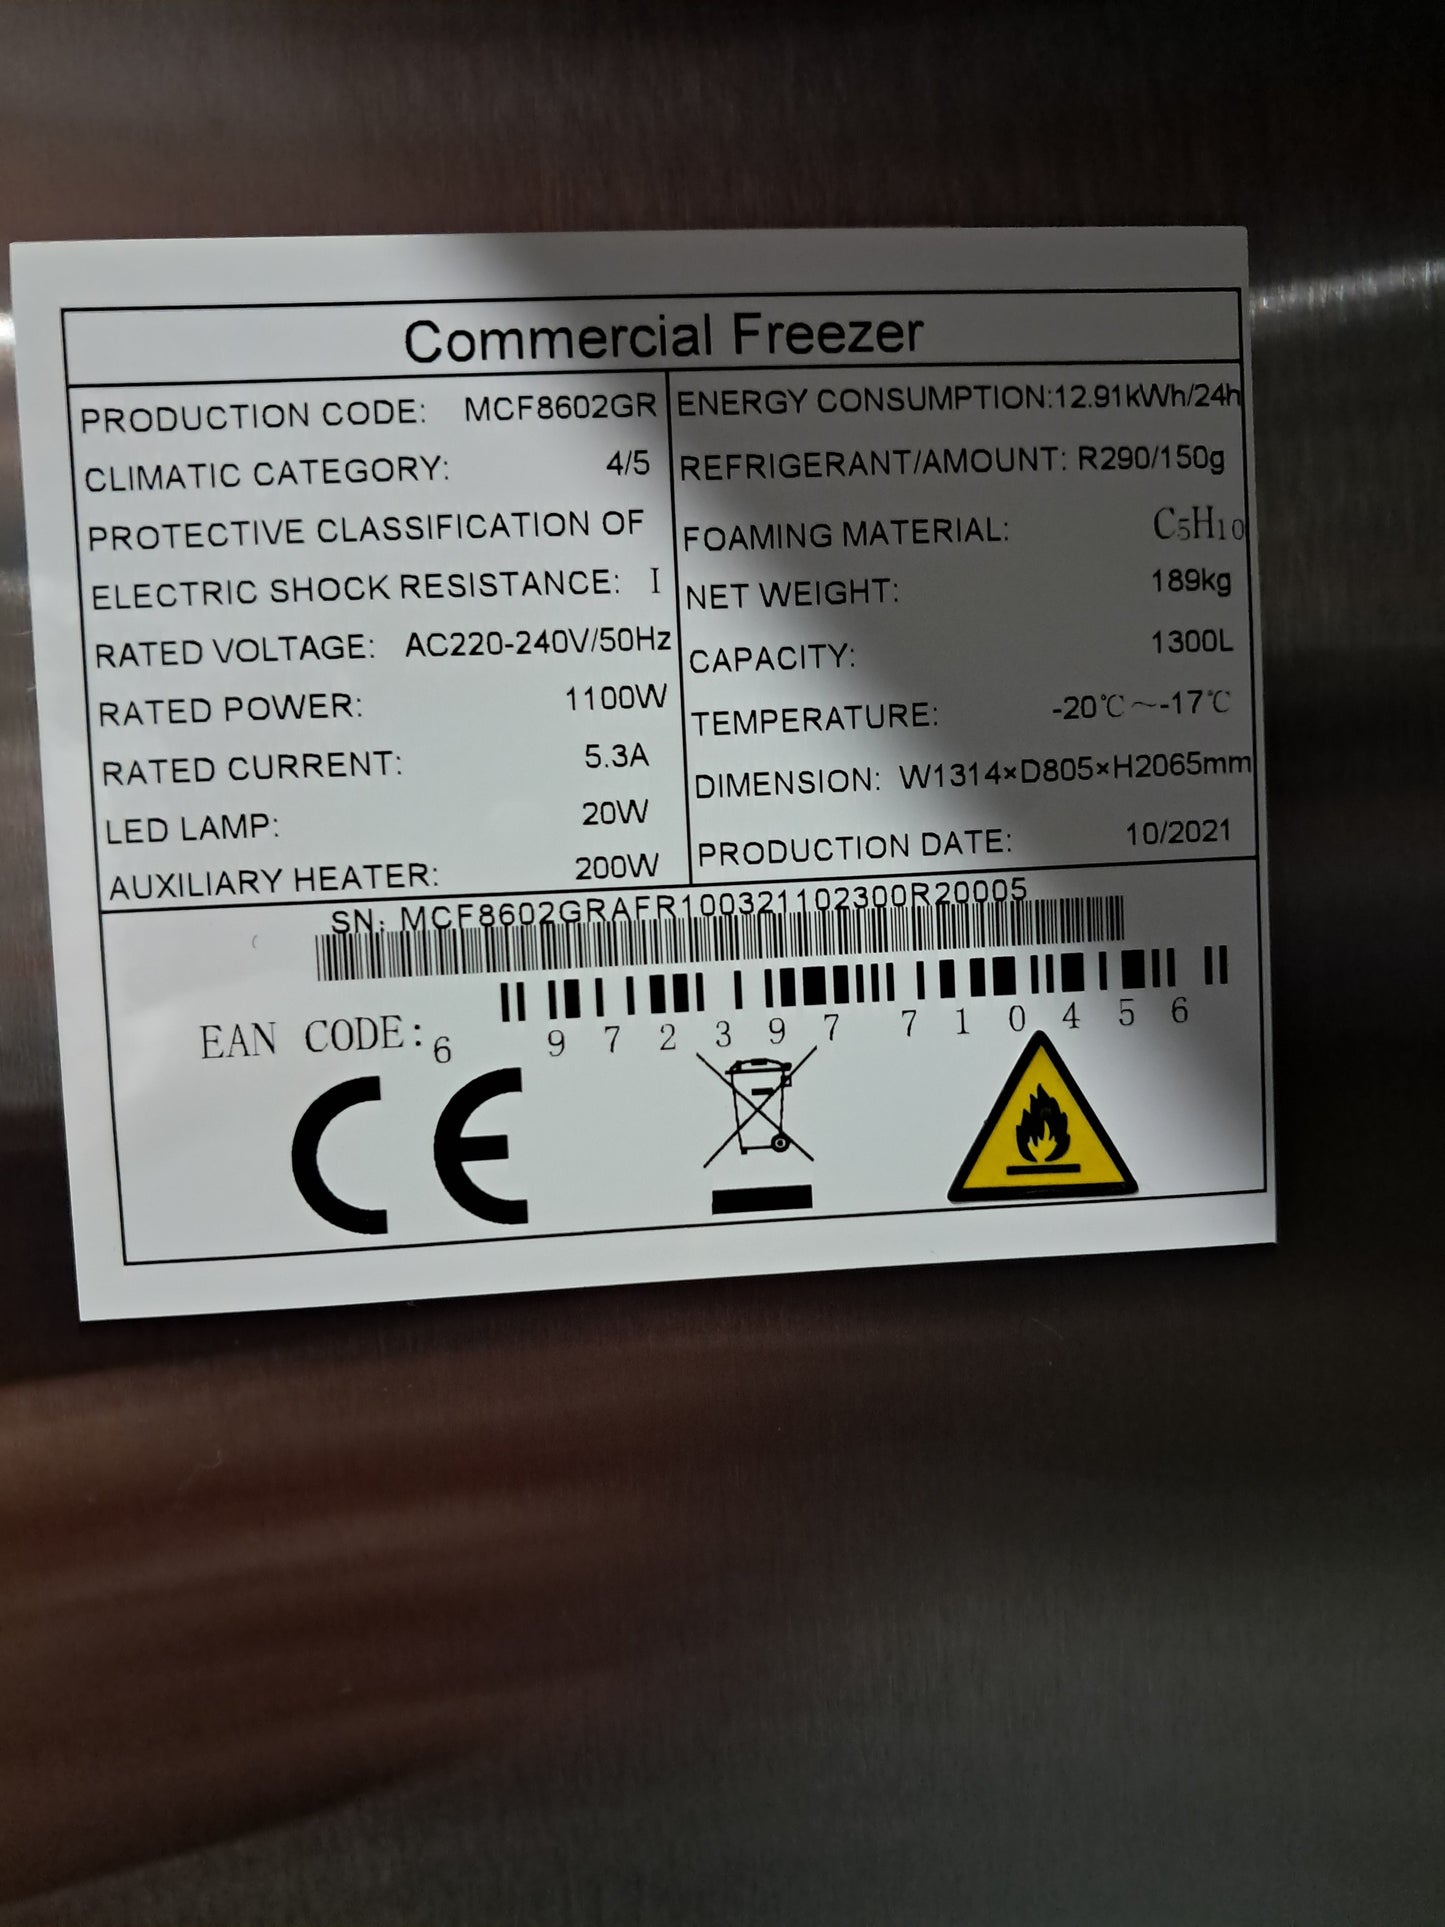 Commercial Freezer
PRODUCTION CODE: MCF8602GR
CLIMATIC CATEGORY: 4/5
PROTECTIVE CLASSIFICATION OF
ELECTRIC SHOCK RESISTANCE: I
RATED VOLTAGE: AC220-240V/50Hz
RATED POWER: 1100W
RATED CURRENT: 5.3A
LED LAMP: 20W
AUXILIARY HEATER: 200W
ENERGY CONSUMPTION:12.91kWh/24h
REFRIGERANT/AMOUNT: R290/150g
FOAMING MATERIAL: C5H10
NET WEIGHT: 189kg
CAPACITY: 1300L
TEMPERATURE: -20℃~-17℃
DIMENSION: W1314×D805×H2065mm
PRODUCTION DATE: 10/2021
SN: MCF8602GRAFR100321102300R20005
EAN CODE: 6 972397 710456
CE